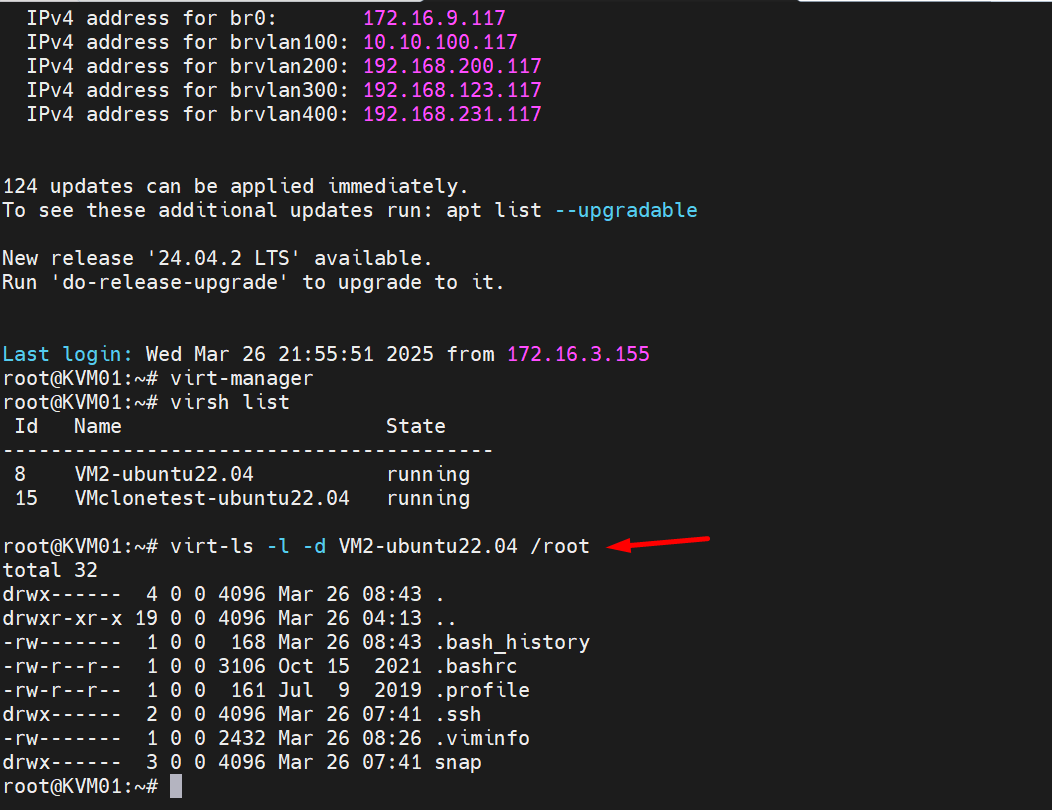 IPv4 address for br0:       172.16.9.117
IPv4 address for brvlan100: 10.10.100.117
IPv4 address for brvlan200: 192.168.200.117
IPv4 address for brvlan300: 192.168.123.117
IPv4 address for brvlan400: 192.168.231.117
124 updates can be applied immediately.
To see these additional updates run: apt list --upgradable
New release '24.04.2 LTS' available.
Run 'do-release-upgrade' to upgrade to it.
Last login: Wed Mar 26 21:55:51 2025 from 172.16.3.155
root@KVM01:~# virt-manager
root@KVM01:~# virsh list
 Id   Name                      State
-----------------------------------------
 8    VM2-ubuntu22.04           running
 15   VMclonetest-ubuntu22.04   running
root@KVM01:~# virt-ls -l -d VM2-ubuntu22.04 /root
total 32
drwx------  4 0 0 4096 Mar 26 08:43 .
drwxr-xr-x 19 0 0 4096 Mar 26 04:13 ..
-rw-------  1 0 0  168 Mar 26 08:43 .bash_history
-rw-r--r--  1 0 0 3106 Oct 15  2021 .bashrc
-rw-r--r--  1 0 0  161 Jul  9  2019 .profile
drwx------  2 0 0 4096 Mar 26 07:41 .ssh
-rw-------  1 0 0 2432 Mar 26 08:26 .viminfo
drwx------  3 0 0 4096 Mar 26 07:41 snap
root@KVM01:~#